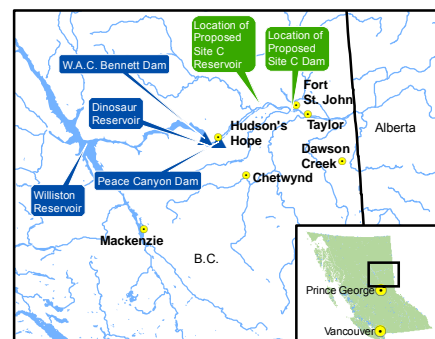 Location of
Proposed
Site C
Reservoir
Location of
Proposed
Site C Dam
W.A.C. Bennett Dam
Fort
St. John
Dinosaur
Reservoir
Taylor
Alberta
Hudson's
Hope
Dawson
Creek
Peace Canyon Dam
Chetwynd
Williston
Reservoir
Mackenzie
B.C.
Prince George
Vancouver